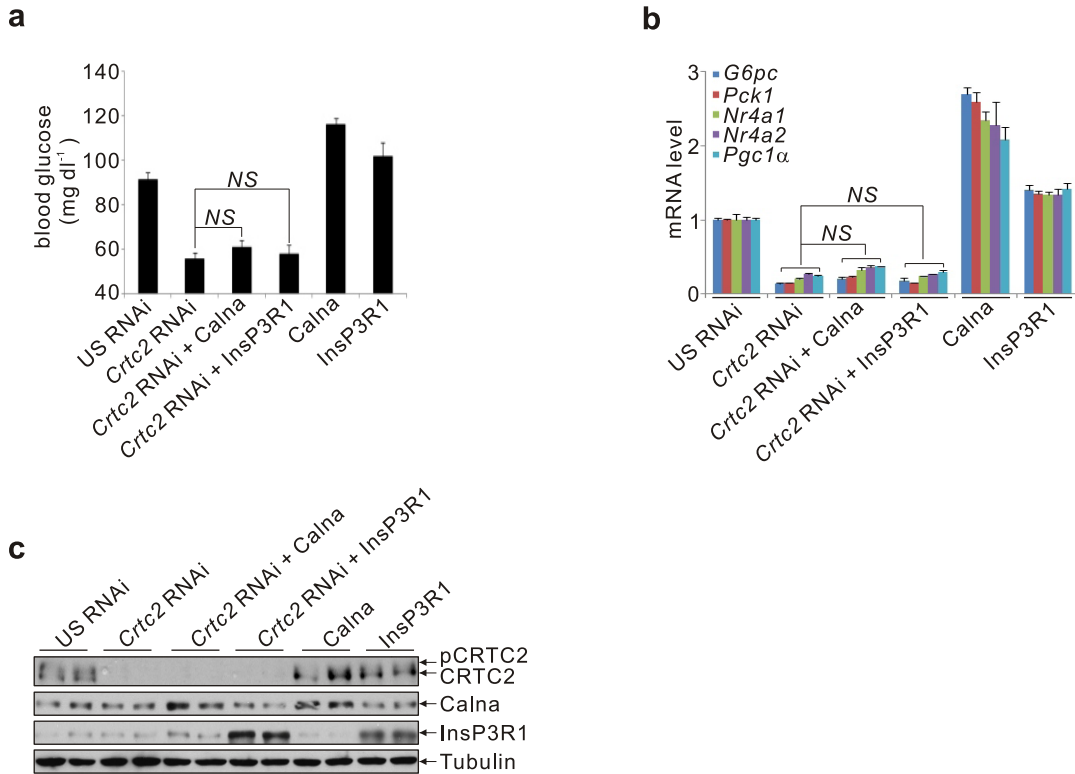 a
blood glucose
(mg dl-1)
140
120
100
80
60
40
NS
NS
US RNAi
Crtc2 RNAi
Crtc2 RNAi + Calna
Crtc2 RNAi + InsP3R1
Calna
InsP3R1
b
mRNA level
3
2
1
0
G6pc
Pck1
Nr4a1
Nr4a2
Pgc1α
NS
NS
US RNAi
Crtc2 RNAi
Crtc2 RNAi + Calna
Crtc2 RNAi + InsP3R1
Calna
InsP3R1
c
US RNAi
Crtc2 RNAi
Crtc2 RNAi + Calna
Crtc2 RNAi + InsP3R1
Calna
InsP3R1
pCRTC2
CRTC2
Calna
InsP3R1
Tubulin